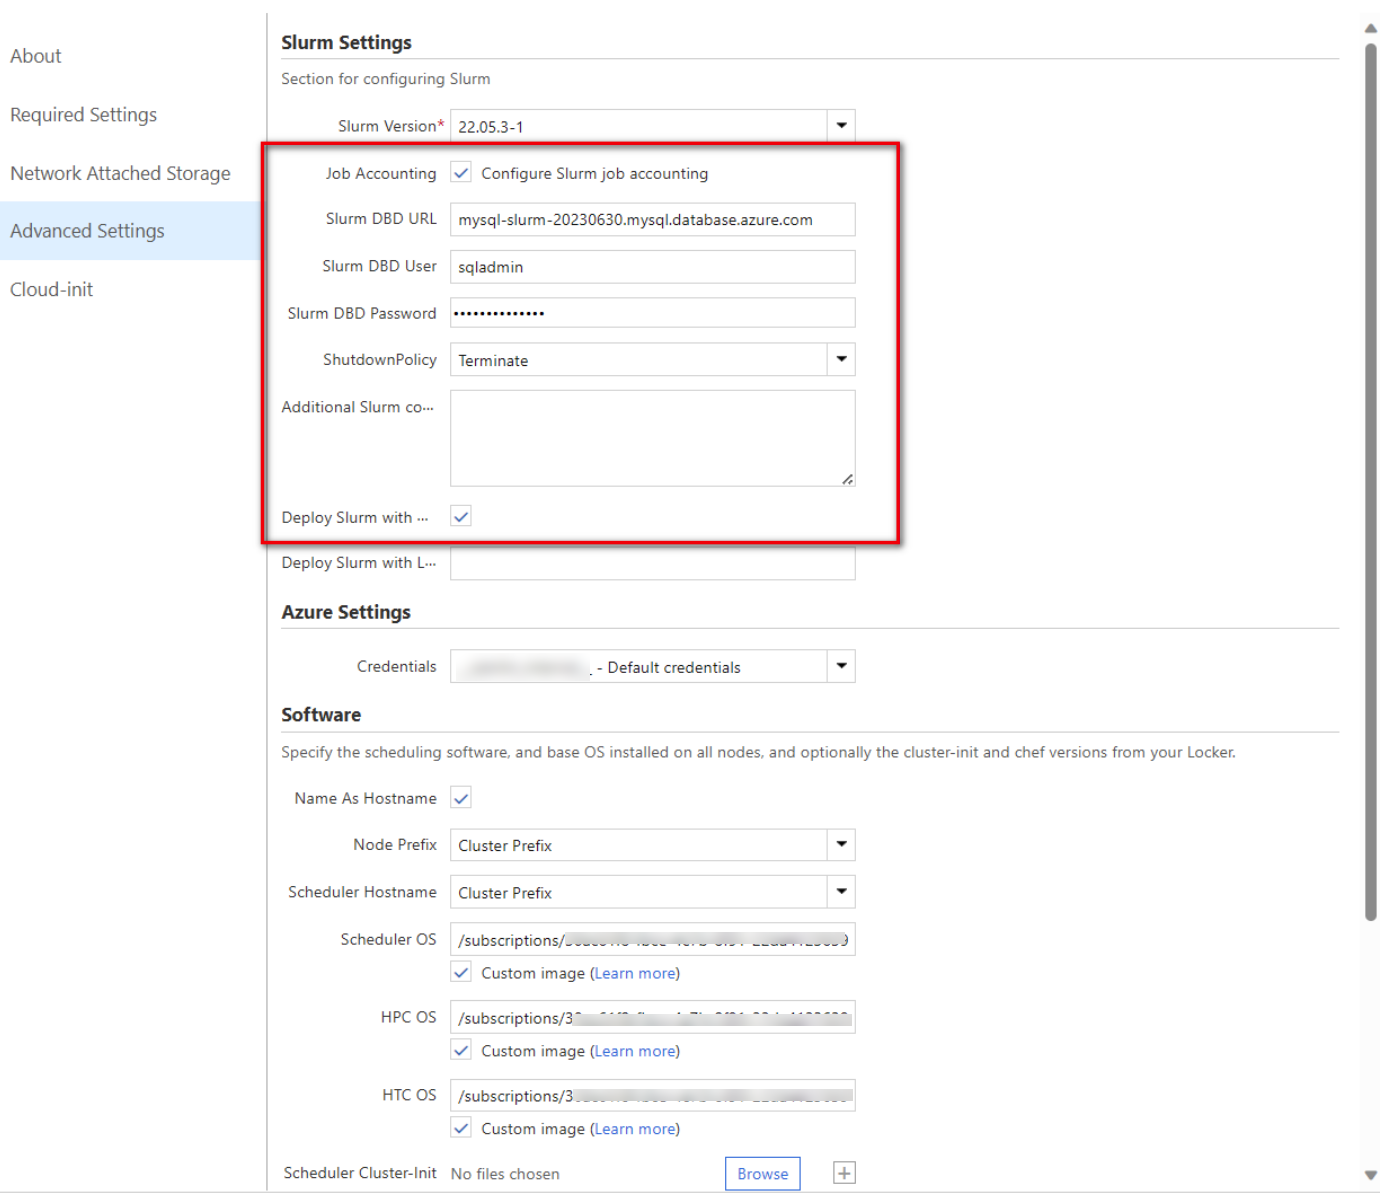 About
Required Settings
Network Attached Storage
Advanced Settings
Cloud-init
Slurm Settings
Section for configuring Slurm
Slurm Version* 22.05.3-1
Job Accounting Configure Slurm job accounting
Slurm DBD URL mysql-slurm-20230630.mysql.database.azure.com
Slurm DBD User sqladmin
Slurm DBD Password ••••••••••••••
ShutdownPolicy Terminate
Additional Slurm co···
Deploy Slurm with ···
Deploy Slurm with L···
Azure Settings
Credentials - Default credentials
Software
Specify the scheduling software, and base OS installed on all nodes, and optionally the cluster-init and chef versions from your Locker.
Name As Hostname
Node Prefix Cluster Prefix
Scheduler Hostname Cluster Prefix
Scheduler OS /subscriptions/
Custom image (Learn more)
HPC OS /subscriptions/3
Custom image (Learn more)
HTC OS /subscriptions/3
Custom image (Learn more)
Scheduler Cluster-Init No files chosen Browse